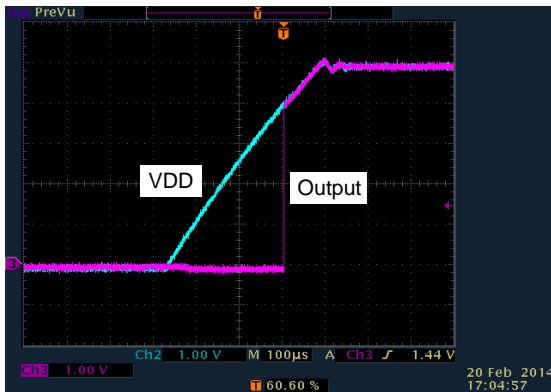 PreVu
T
T
VDD
Output
3
Ch2 1.00 V M 100µs A Ch3 1.44 V
Ch3 1.00 V
T 60.60 %
20 Feb 2014
17:04:57